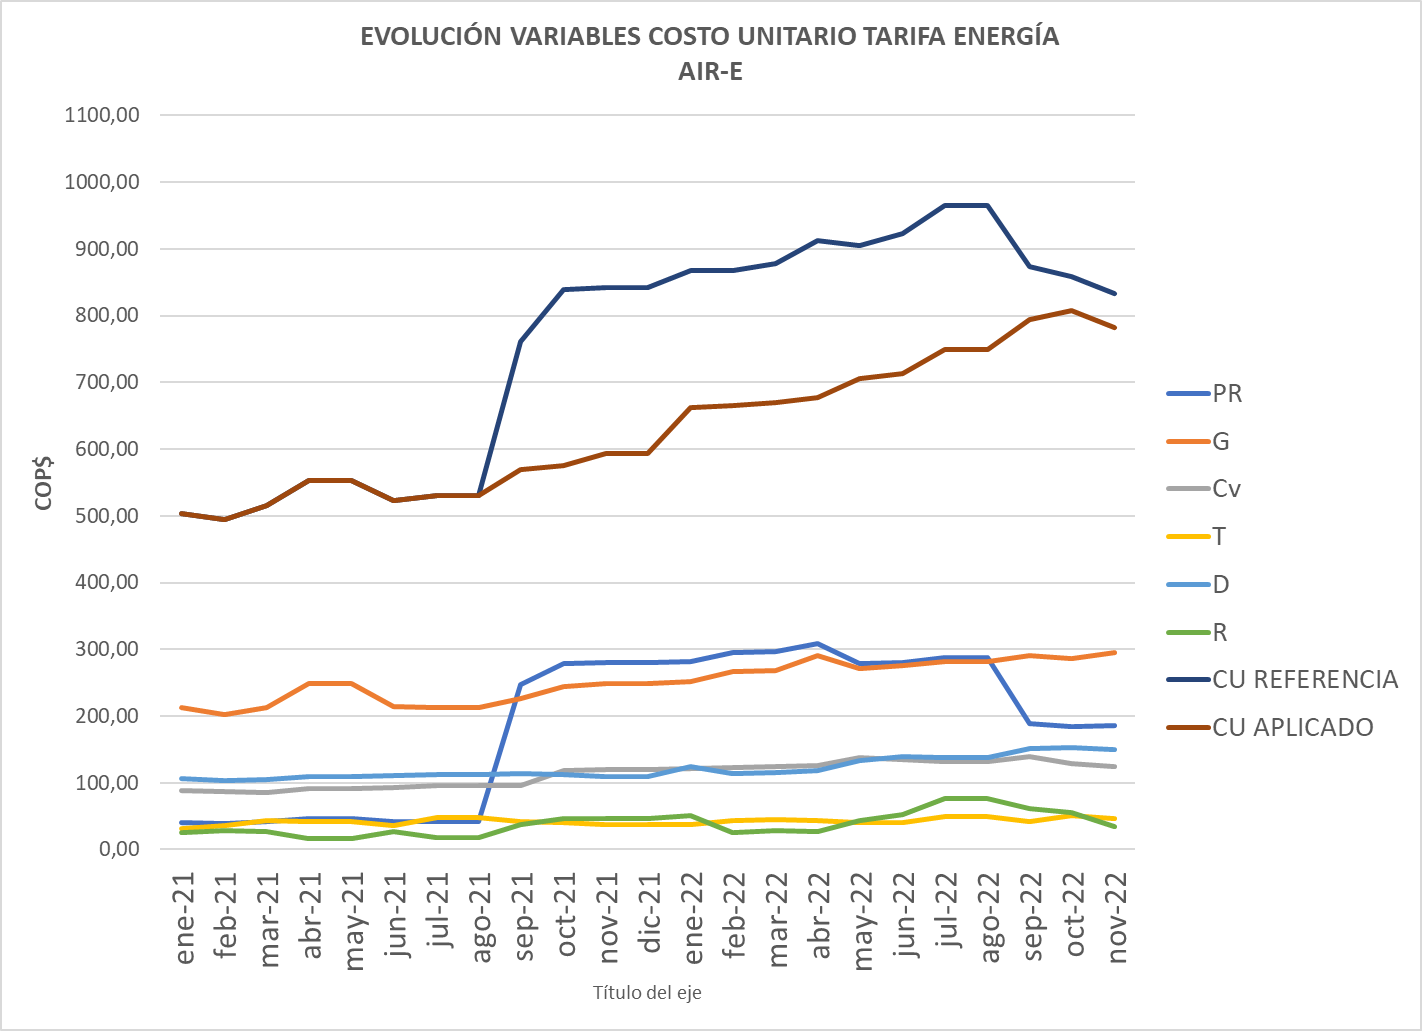 EVOLUCIÓN VARIABLES COSTO UNITARIO TARIFA ENERGÍA
AIR-E
1100,00
1000,00
900,00
800,00
700,00
600,00
500,00
400,00
300,00
200,00
100,00
0,00
COP$
ene-21
feb-21
mar-21
abr-21
may-21
jun-21
jul-21
ago-21
sep-21
oct-21
nov-21
dic-21
ene-22
feb-22
mar-22
abr-22
may-22
jun-22
jul-22
ago-22
sep-22
oct-22
nov-22
Título del eje
PR
G
Cv
T
D
R
CU REFERENCIA
CU APLICADO